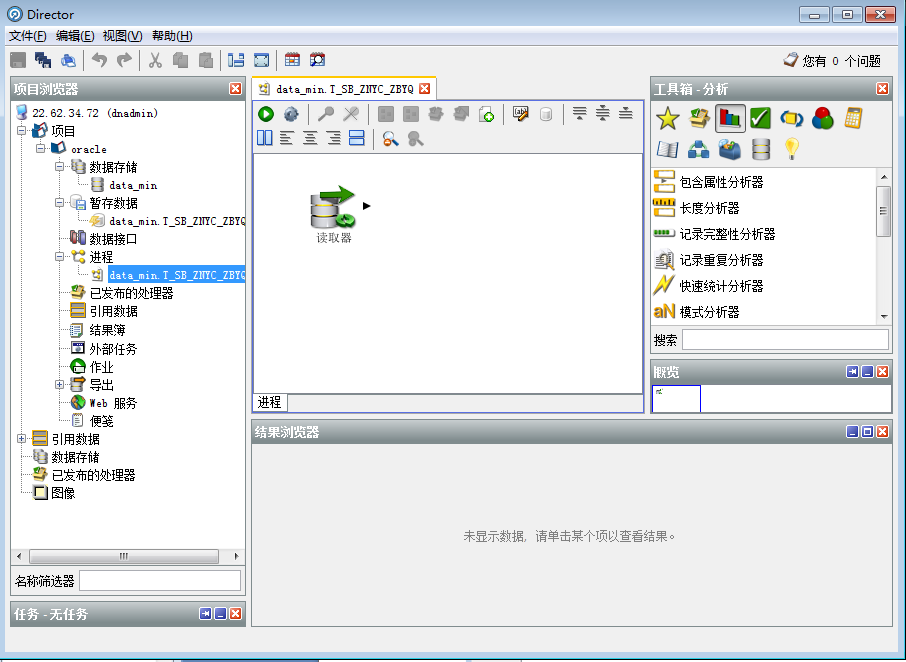 Director
文件(F) 编辑(E) 视图(V) 帮助(H)
您有 0 个问题
项目浏览器
22.62.34.72 (dnadmin)
项目
oracle
数据存储
data_min
暂存数据
data_min.T_SB_ZNYC_ZBYQ
数据接口
进程
data_min.T_SB_ZNYC_ZBYQ
已发布的处理器
引用数据
结果簿
外部任务
作业
导出
Web 服务
便笺
引用数据
数据存储
已发布的处理器
图像
名称筛选器
任务 - 无任务
data_min.T_SB_ZNYC_ZBYQ
读取器
进程
工具箱 - 分析
包含属性分析器
长度分析器
记录完整性分析器
记录重复分析器
快速统计分析器
aN 模式分析器
搜索
概览
结果浏览器
未显示数据, 请单击某个项以查看结果。